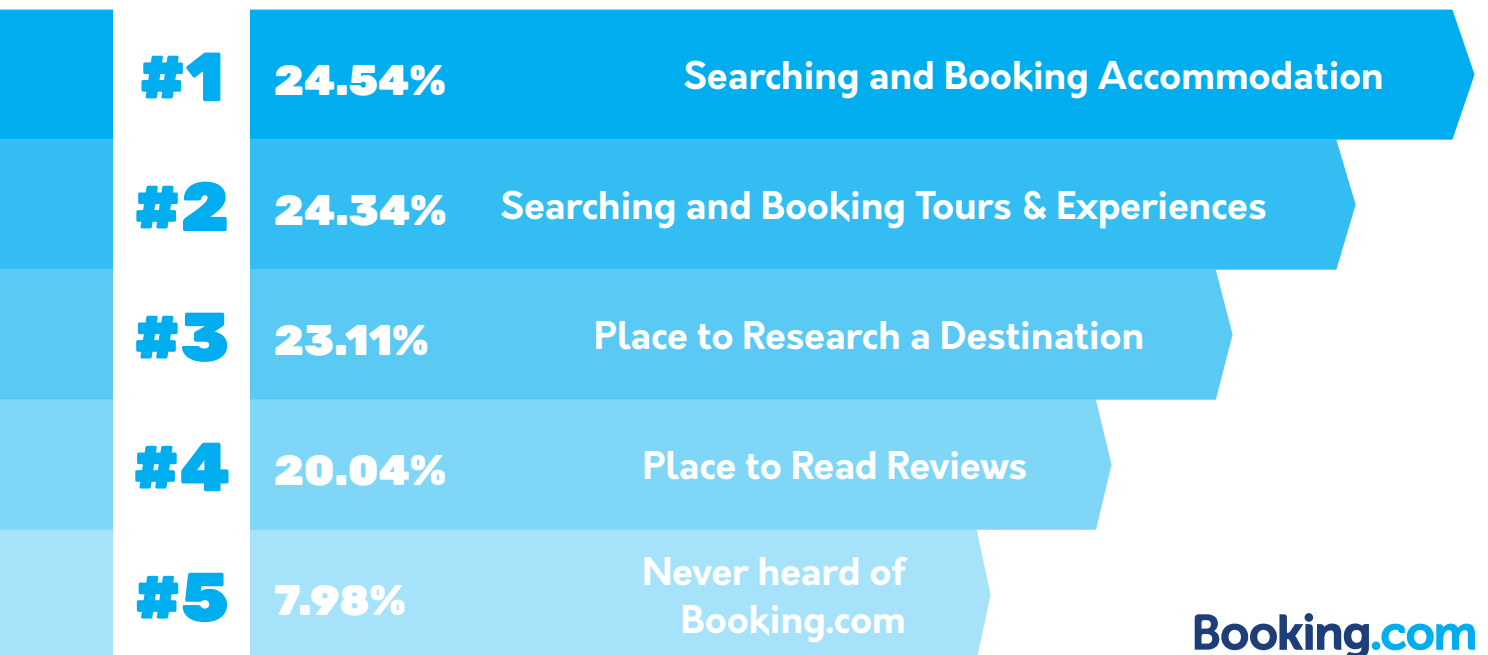 #1 24.54% Searching and Booking Accommodation
#2 24.34% Searching and Booking Tours & Experiences
#3 23.11% Place to Research a Destination
#4 20.04% Place to Read Reviews
#5 7.98% Never heard of
Booking.com
Booking.com